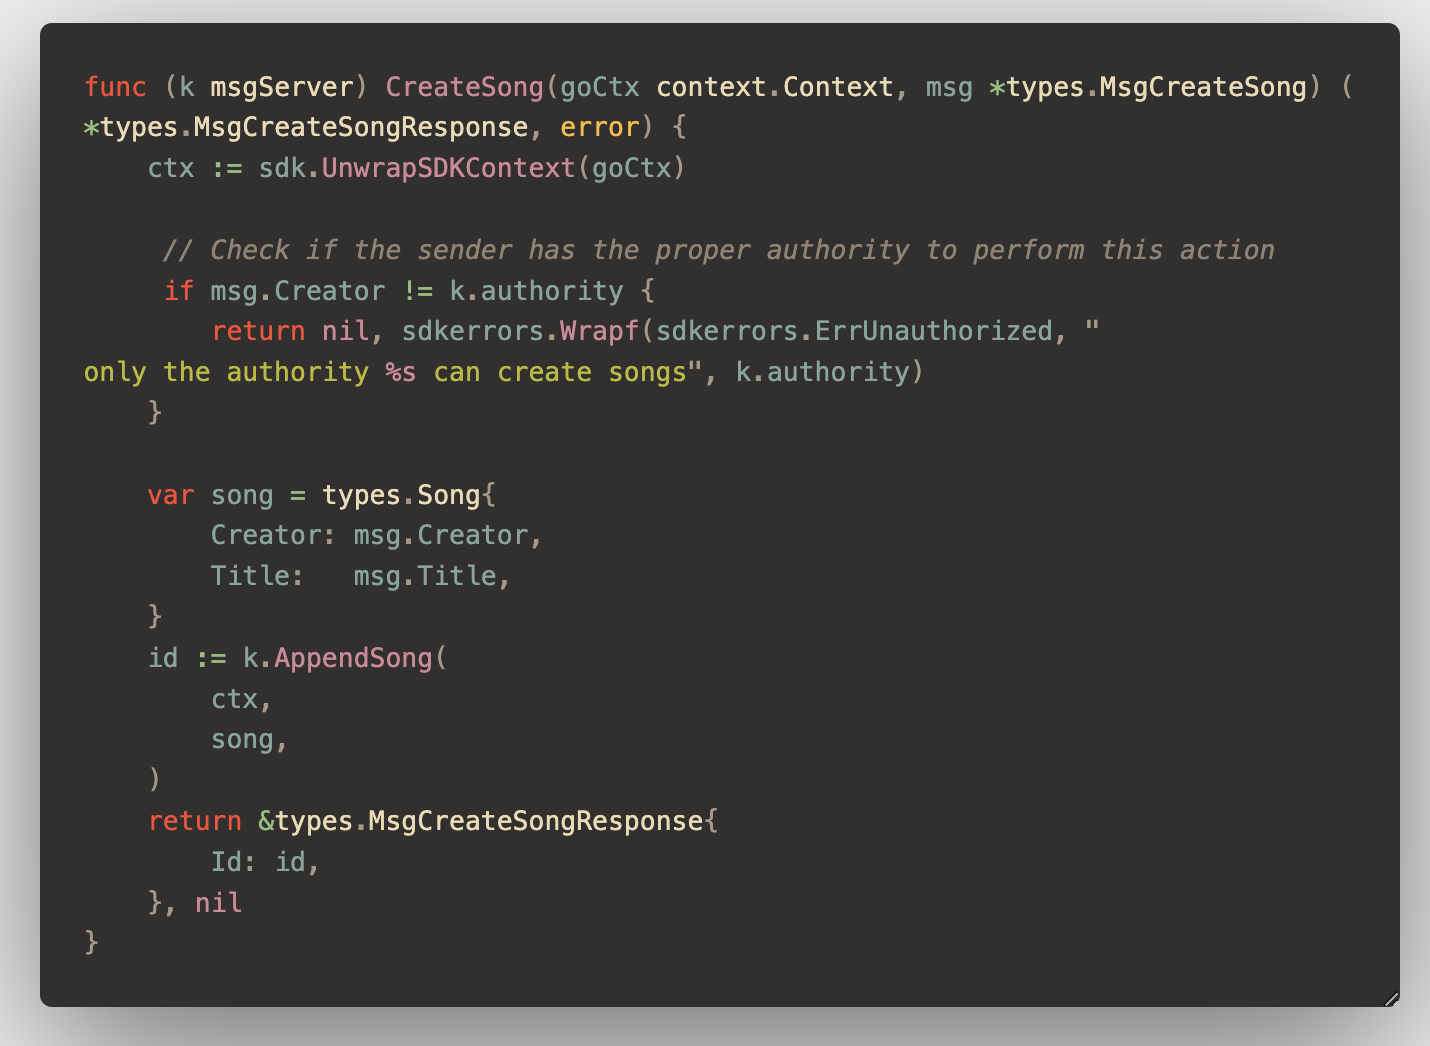 func (k msgServer) CreateSong(goCtx context.Context, msg *types.MsgCreateSong) (
*types.MsgCreateSongResponse, error) {
    ctx := sdk.UnwrapSDKContext(goCtx)

     // Check if the sender has the proper authority to perform this action
     if msg.Creator != k.authority {
        return nil, sdkerrors.Wrapf(sdkerrors.ErrUnauthorized, "
only the authority %s can create songs", k.authority)
    }

    var song = types.Song{
        Creator: msg.Creator,
        Title:   msg.Title,
    }
    id := k.AppendSong(
        ctx,
        song,
    )
    return &types.MsgCreateSongResponse{
        Id: id,
    }, nil
}